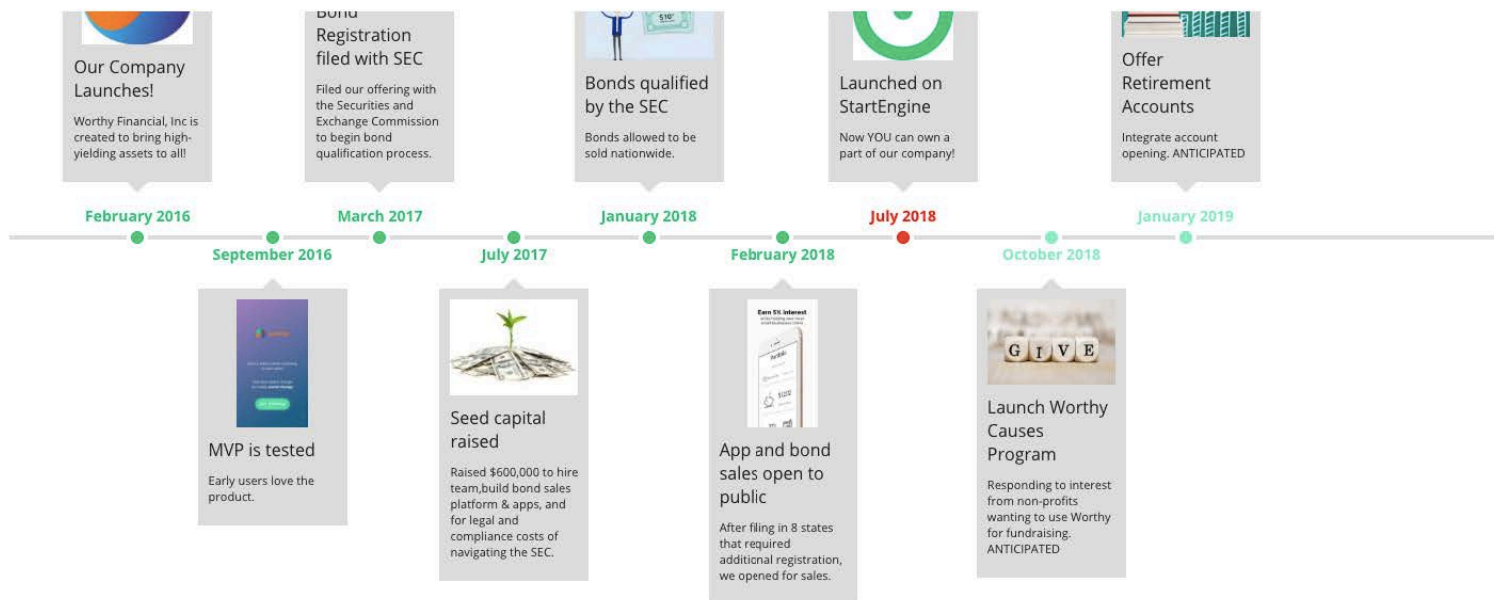 Bond
Registration
filed with SEC
Our Company
Launches!
Worthy Financial, Inc is
created to bring high-
yielding assets to all!
Filed our offering with
the Securities and
Exchange Commission
to begin bond
qualification process.
Bonds qualified
by the SEC
Bonds allowed to be
sold nationwide.
Launched on
StartEngine
Now YOU can own a
part of our company!
Offer
Retirement
Accounts
Integrate account
opening. ANTICIPATED
February 2016
March 2017
January 2018
July 2018
January 2019
September 2016
July 2017
February 2018
October 2018
MVP is tested
Early users love the
product.
Seed capital
raised
Raised $600,000 to hire
team,build bond sales
platform & apps, and
for legal and
compliance costs of
navigating the SEC.
Earn 5% interest
App and bond
sales open to
public
After filing in 8 states
that required
additional registration,
we opened for sales.
GIVE
Launch Worthy
Causes
Program
Responding to interest
from non-profits
wanting to use Worthy
for fundraising.
ANTICIPATED